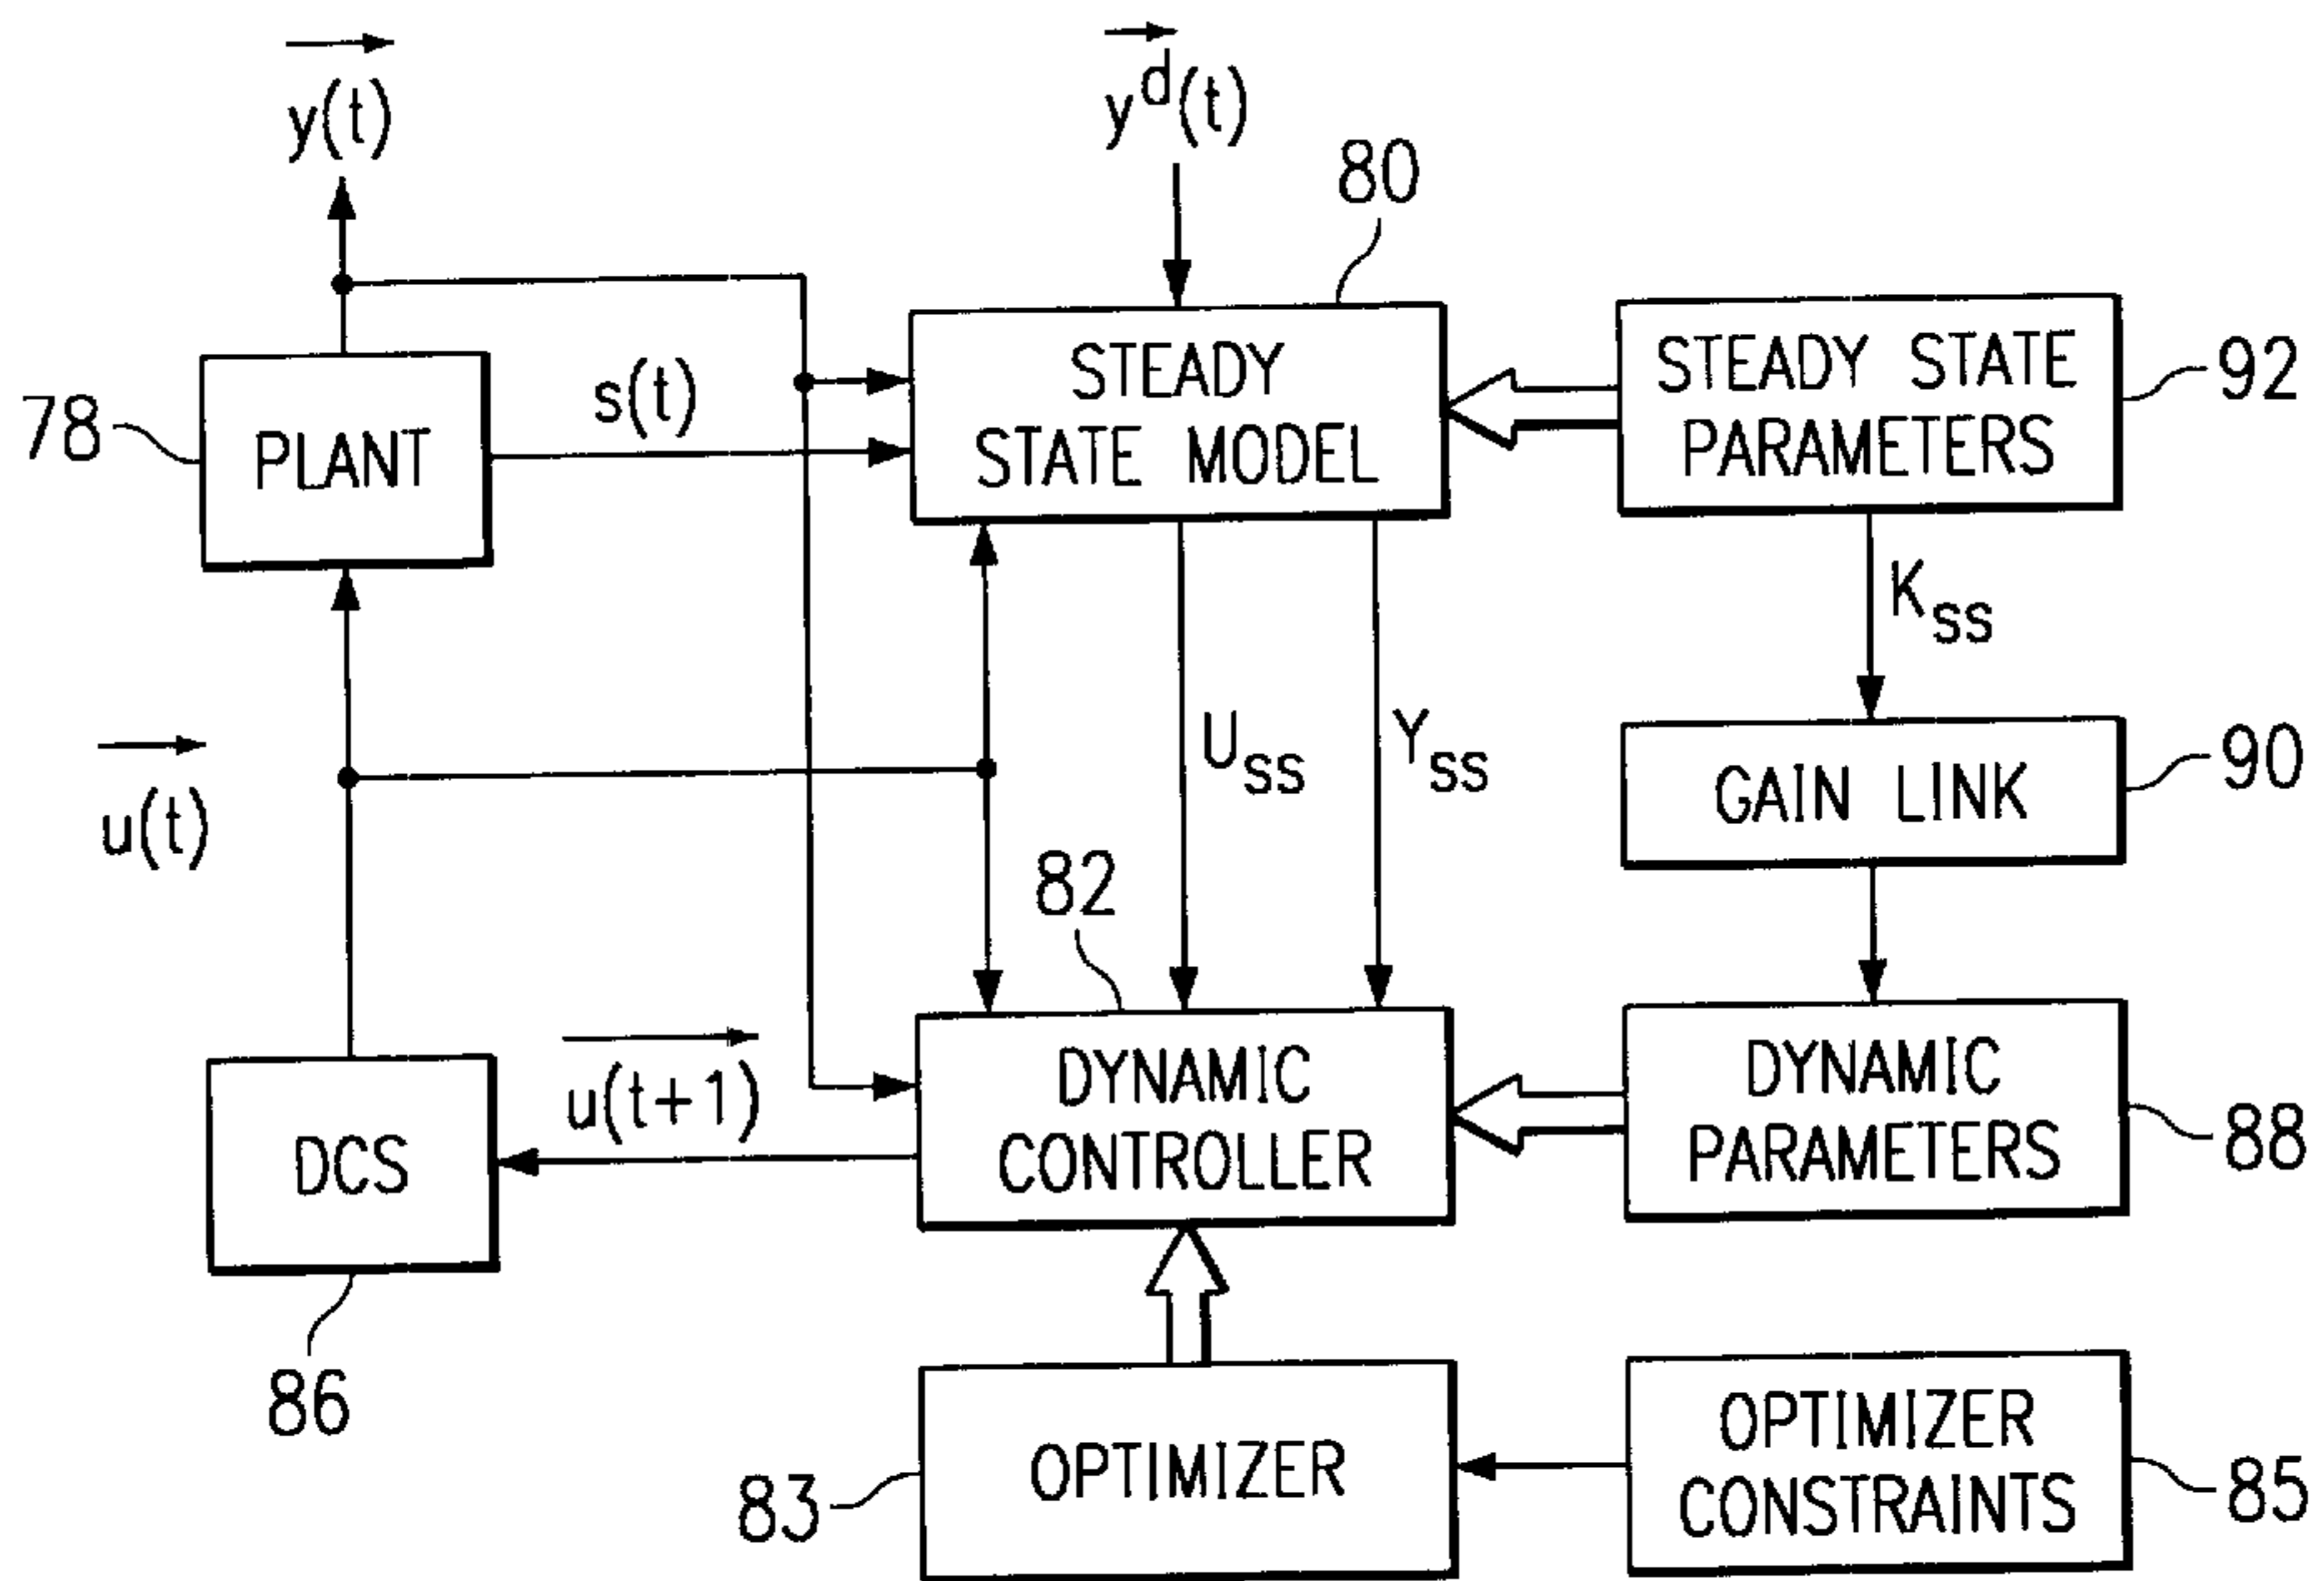 y(t)
y^d(t)
80
78
PLANT
s(t)
STEADY
STATE MODEL
STEADY STATE
PARAMETERS
92
K_ss
u(t)
U_ss
Y_ss
GAIN LINK
90
82
DCS
u(t+1)
DYNAMIC
CONTROLLER
DYNAMIC
PARAMETERS
88
86
83
OPTIMIZER
OPTIMIZER
CONSTRAINTS
85